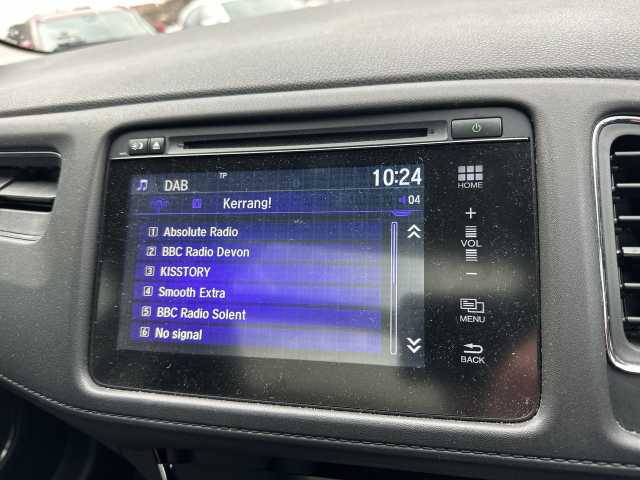 TP
DAB
10:24
Kerrang!
04
1 Absolute Radio
2 BBC Radio Devon
3 KISSTORY
4 Smooth Extra
5 BBC Radio Solent
6 No signal
HOME
+
VOL
−
MENU
BACK